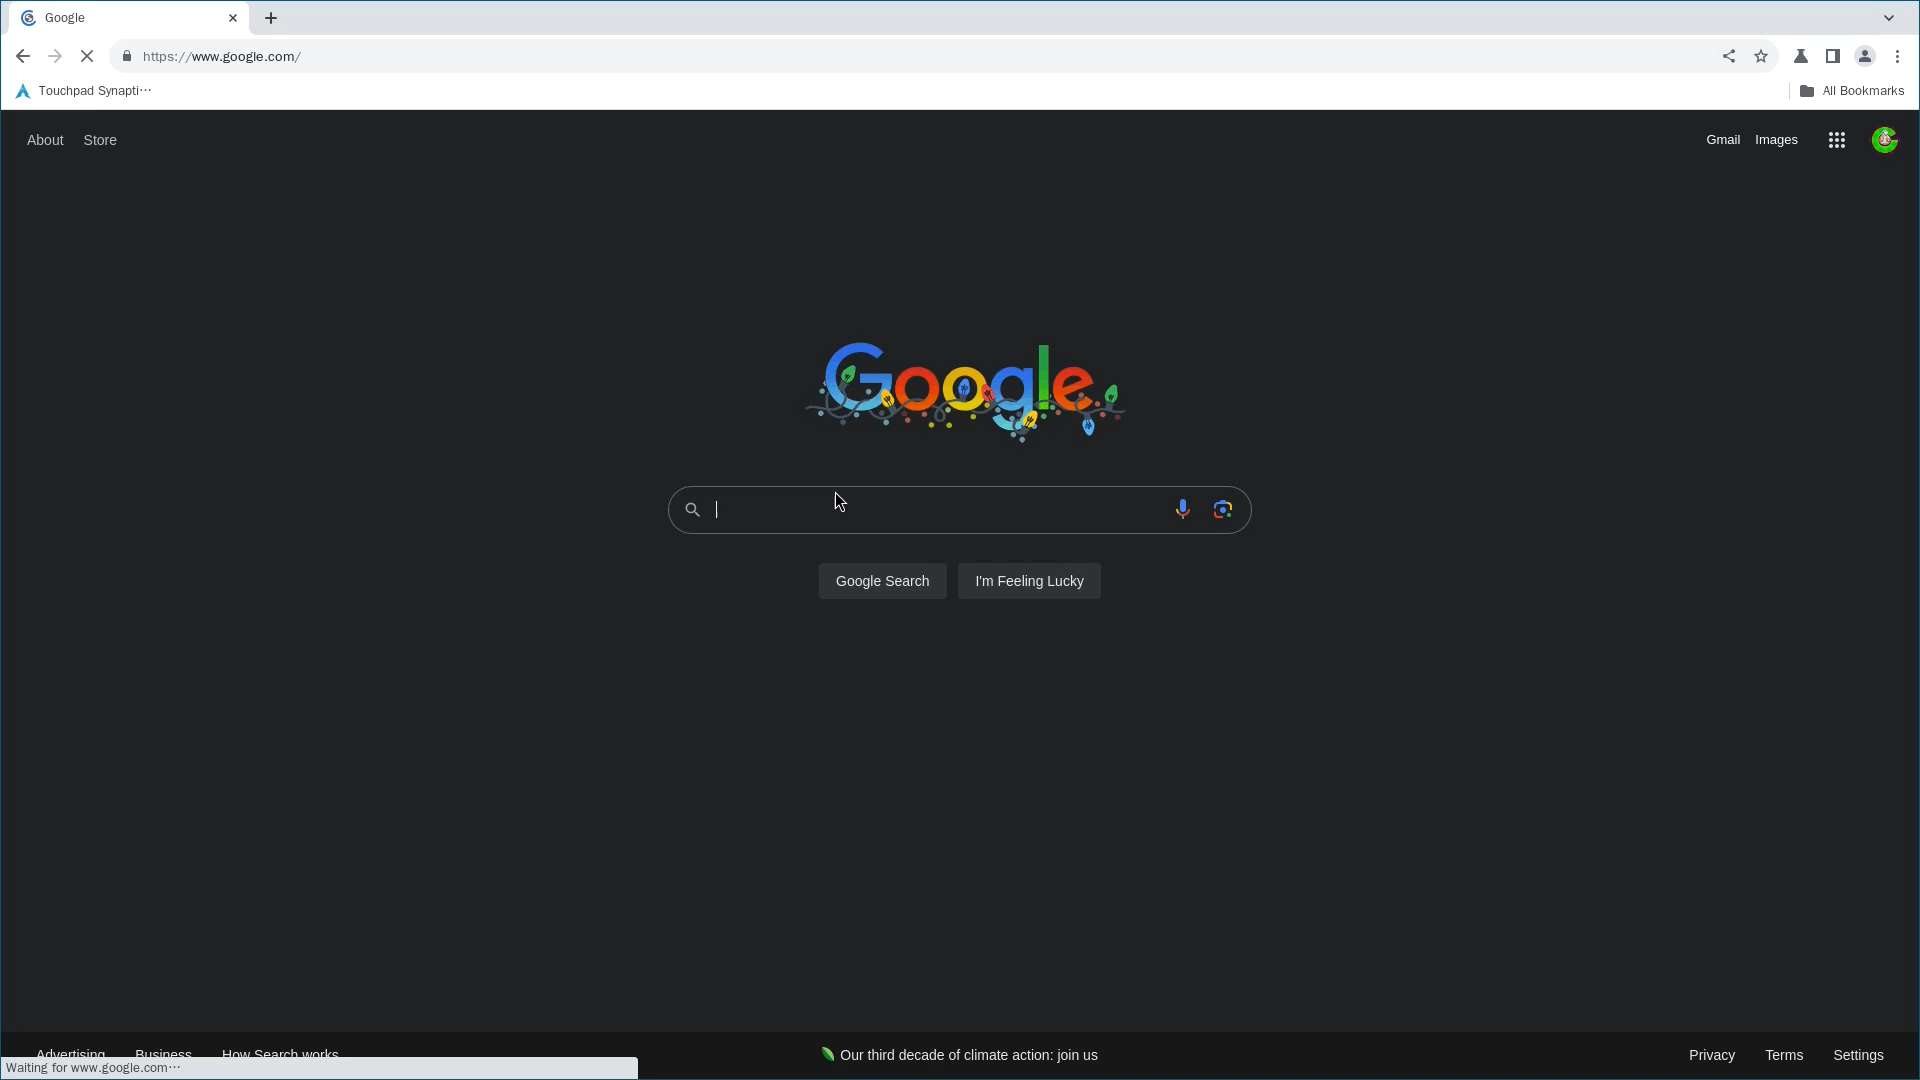 Google
https://www.google.com/
Touchpad Synapti⋯
All Bookmarks
About
Store
Gmail
Images
Google
Google Search
I'm Feeling Lucky
Advertising
Business
How Search works
Our third decade of climate action: join us
Privacy
Terms
Settings
Waiting for www.google.com⋯